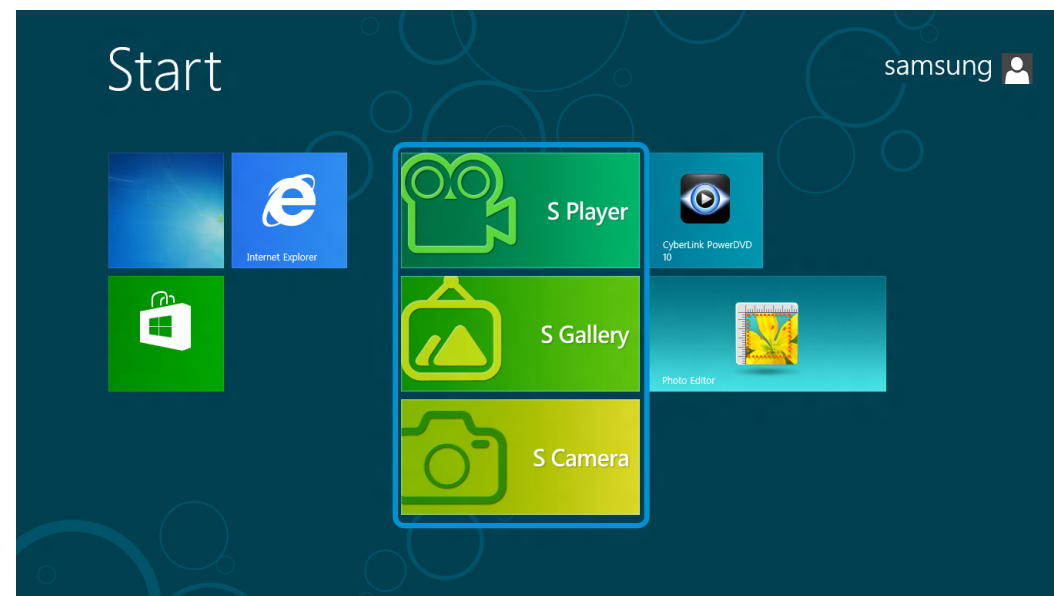 Start
samsung
Internet Explorer
S Player
CyberLink PowerDVD
10
S Gallery
Photo Editor
S Camera